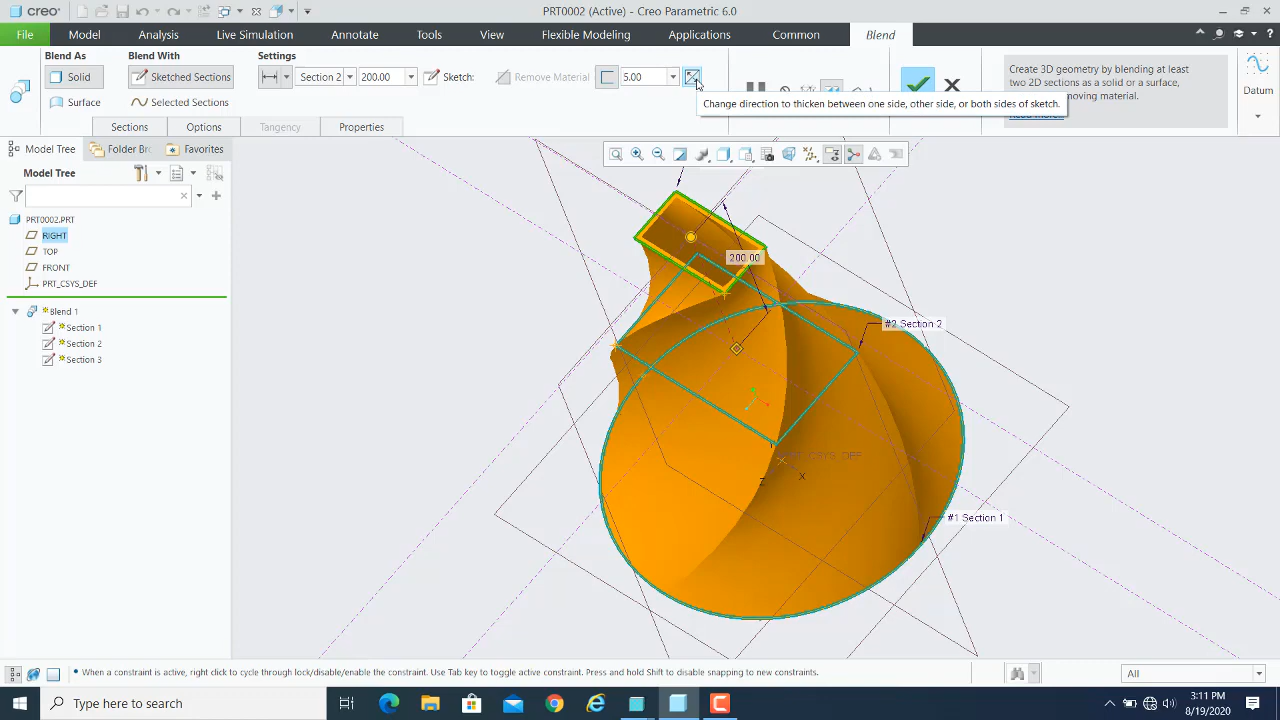 creo
PRT0002 (Active) - Creo Parametric 6.0
File
Model
Analysis
Live Simulation
Annotate
Tools
View
Flexible Modeling
Applications
Common
Blend
Blend As
Blend With
Settings
Solid
Sketched Sections
Section 2
200.00
Sketch:
Remove Material
5.00
Create 3D geometry by blending at least
two 2D sections as a solid or a surface,
Surface
Selected Sections
Change direction to thicken between one side, other side, or both sides of sketch.
Datum
Sections
Options
Tangency
Properties
Model Tree
Folder Br
Favorites
Model Tree
PRT0002.PRT
RIGHT
TOP
FRONT
PRT_CSYS_DEF
Blend 1
Section 1
Section 2
Section 3
200.00
#2 Section 2
X
Z
#1 Section 1
• When a constraint is active, right click to cycle through lock/disable/enable the constraint. Use Tab key to toggle active constraint. Press and hold Shift to disable snapping to new constraints.
All
Type here to search
3:11 PM
8/19/2020